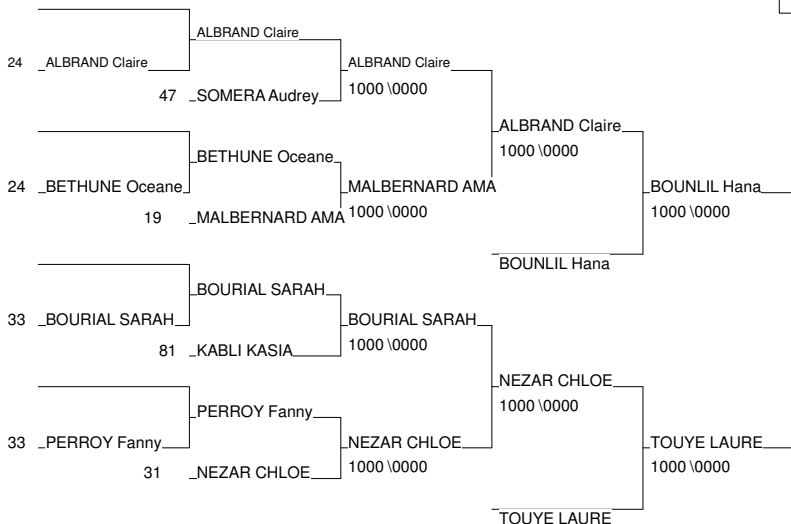 ALBRAND Claire
24 ALBRAND Claire
ALBRAND Claire
1000 \0000
47 SOMERA Audrey
ALBRAND Claire
1000 \0000
BETHUNE Oceane
24 BETHUNE Oceane
MALBERNARD AMA
1000 \0000
19 MALBERNARD AMA
BOUNLIL Hana
1000 \0000
BOUNLIL Hana
BOURIAL SARAH
33 BOURIAL SARAH
BOURIAL SARAH
1000 \0000
81 KABLI KASIA
NEZAR CHLOE
1000 \0000
PERROY Fanny
33 PERROY Fanny
NEZAR CHLOE
1000 \0000
31 NEZAR CHLOE
TOUYE LAURE
1000 \0000
TOUYE LAURE